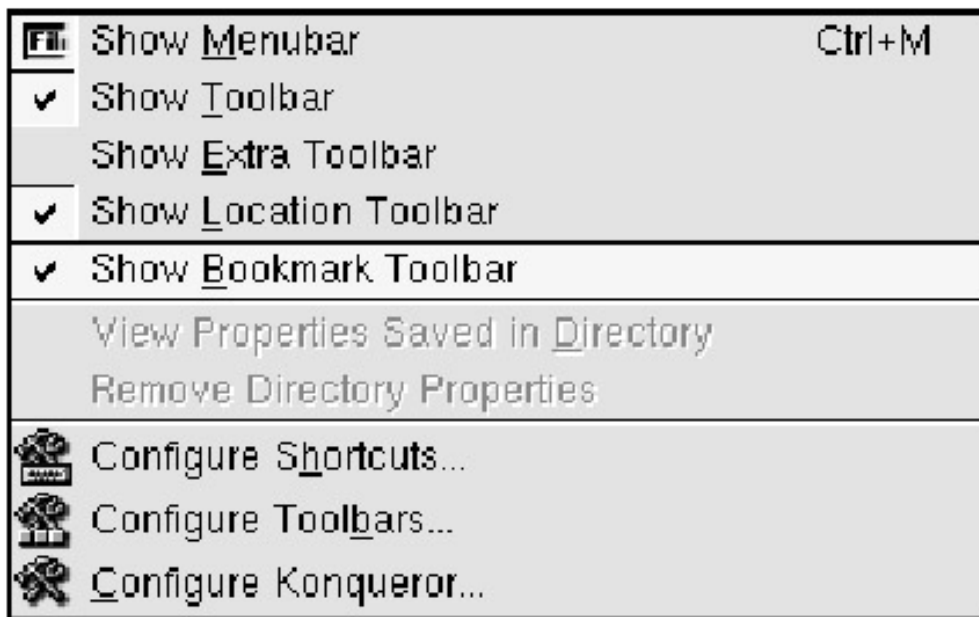 Show Menubar Ctrl+M
Show Toolbar
Show Extra Toolbar
Show Location Toolbar
Show Bookmark Toolbar
View Properties Saved in Directory
Remove Directory Properties
Configure Shortcuts...
Configure Toolbars...
Configure Konqueror...